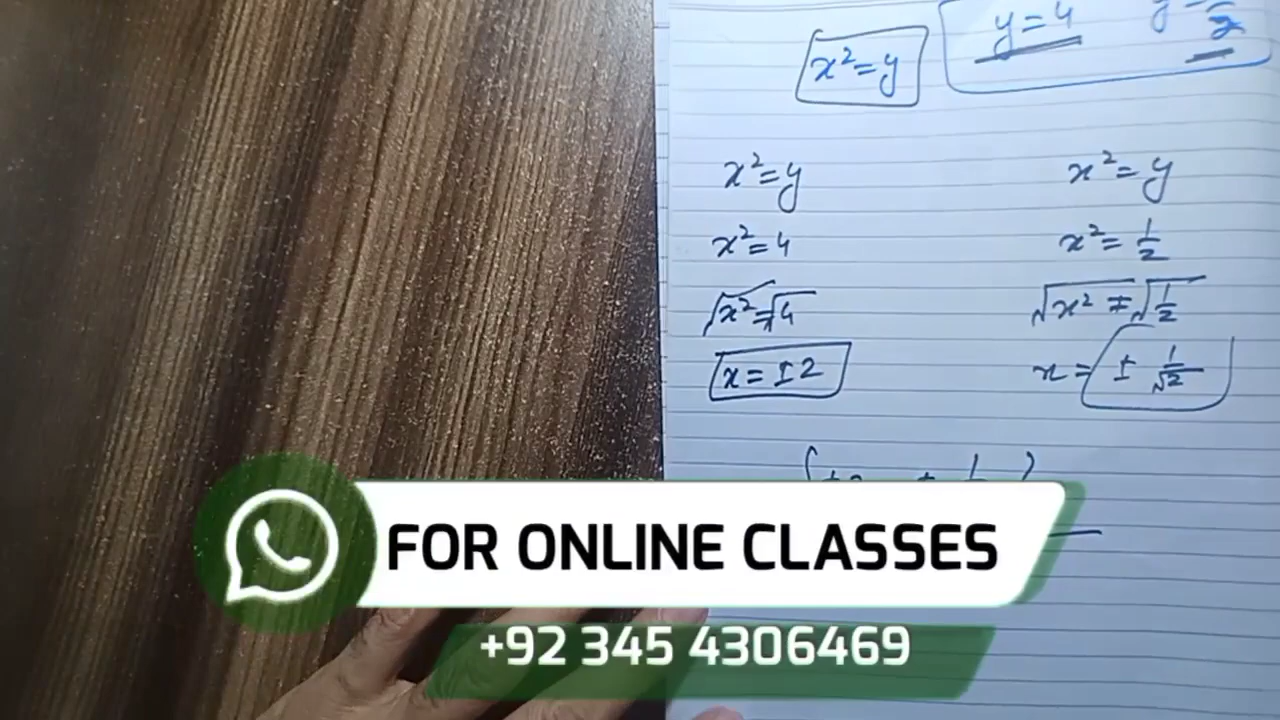 y = 4
x² = y
x² = y
x² = 4
√x² = √4
x = ±2
x² = y
x² = 1/2
√x² = √1/2
x = ± 1/√2
FOR ONLINE CLASSES
+92 345 4306469